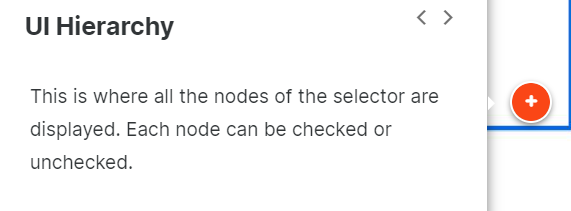 UI Hierarchy
This is where all the nodes of the selector are
displayed. Each node can be checked or
unchecked.